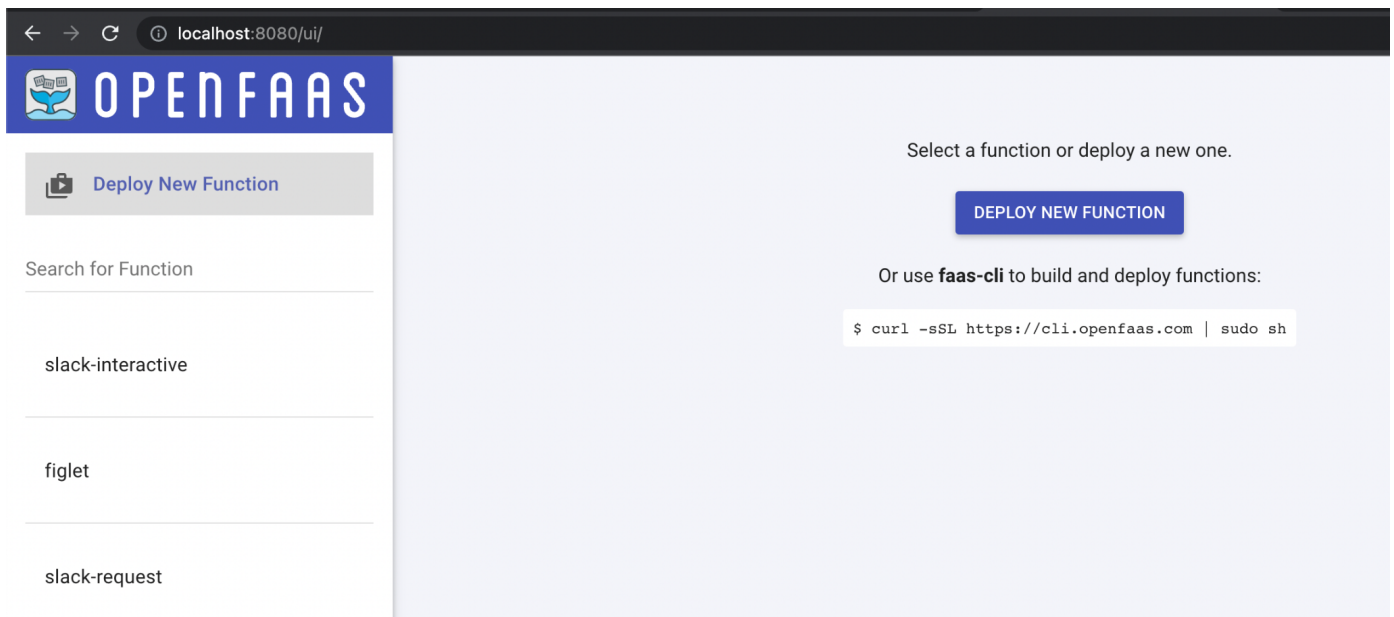 localhost:8080/ui/
OPENFAAS
Deploy New Function
Search for Function
slack-interactive
figlet
slack-request
Select a function or deploy a new one.
DEPLOY NEW FUNCTION
Or use faas-cli to build and deploy functions:
$ curl -sSL https://cli.openfaas.com | sudo sh